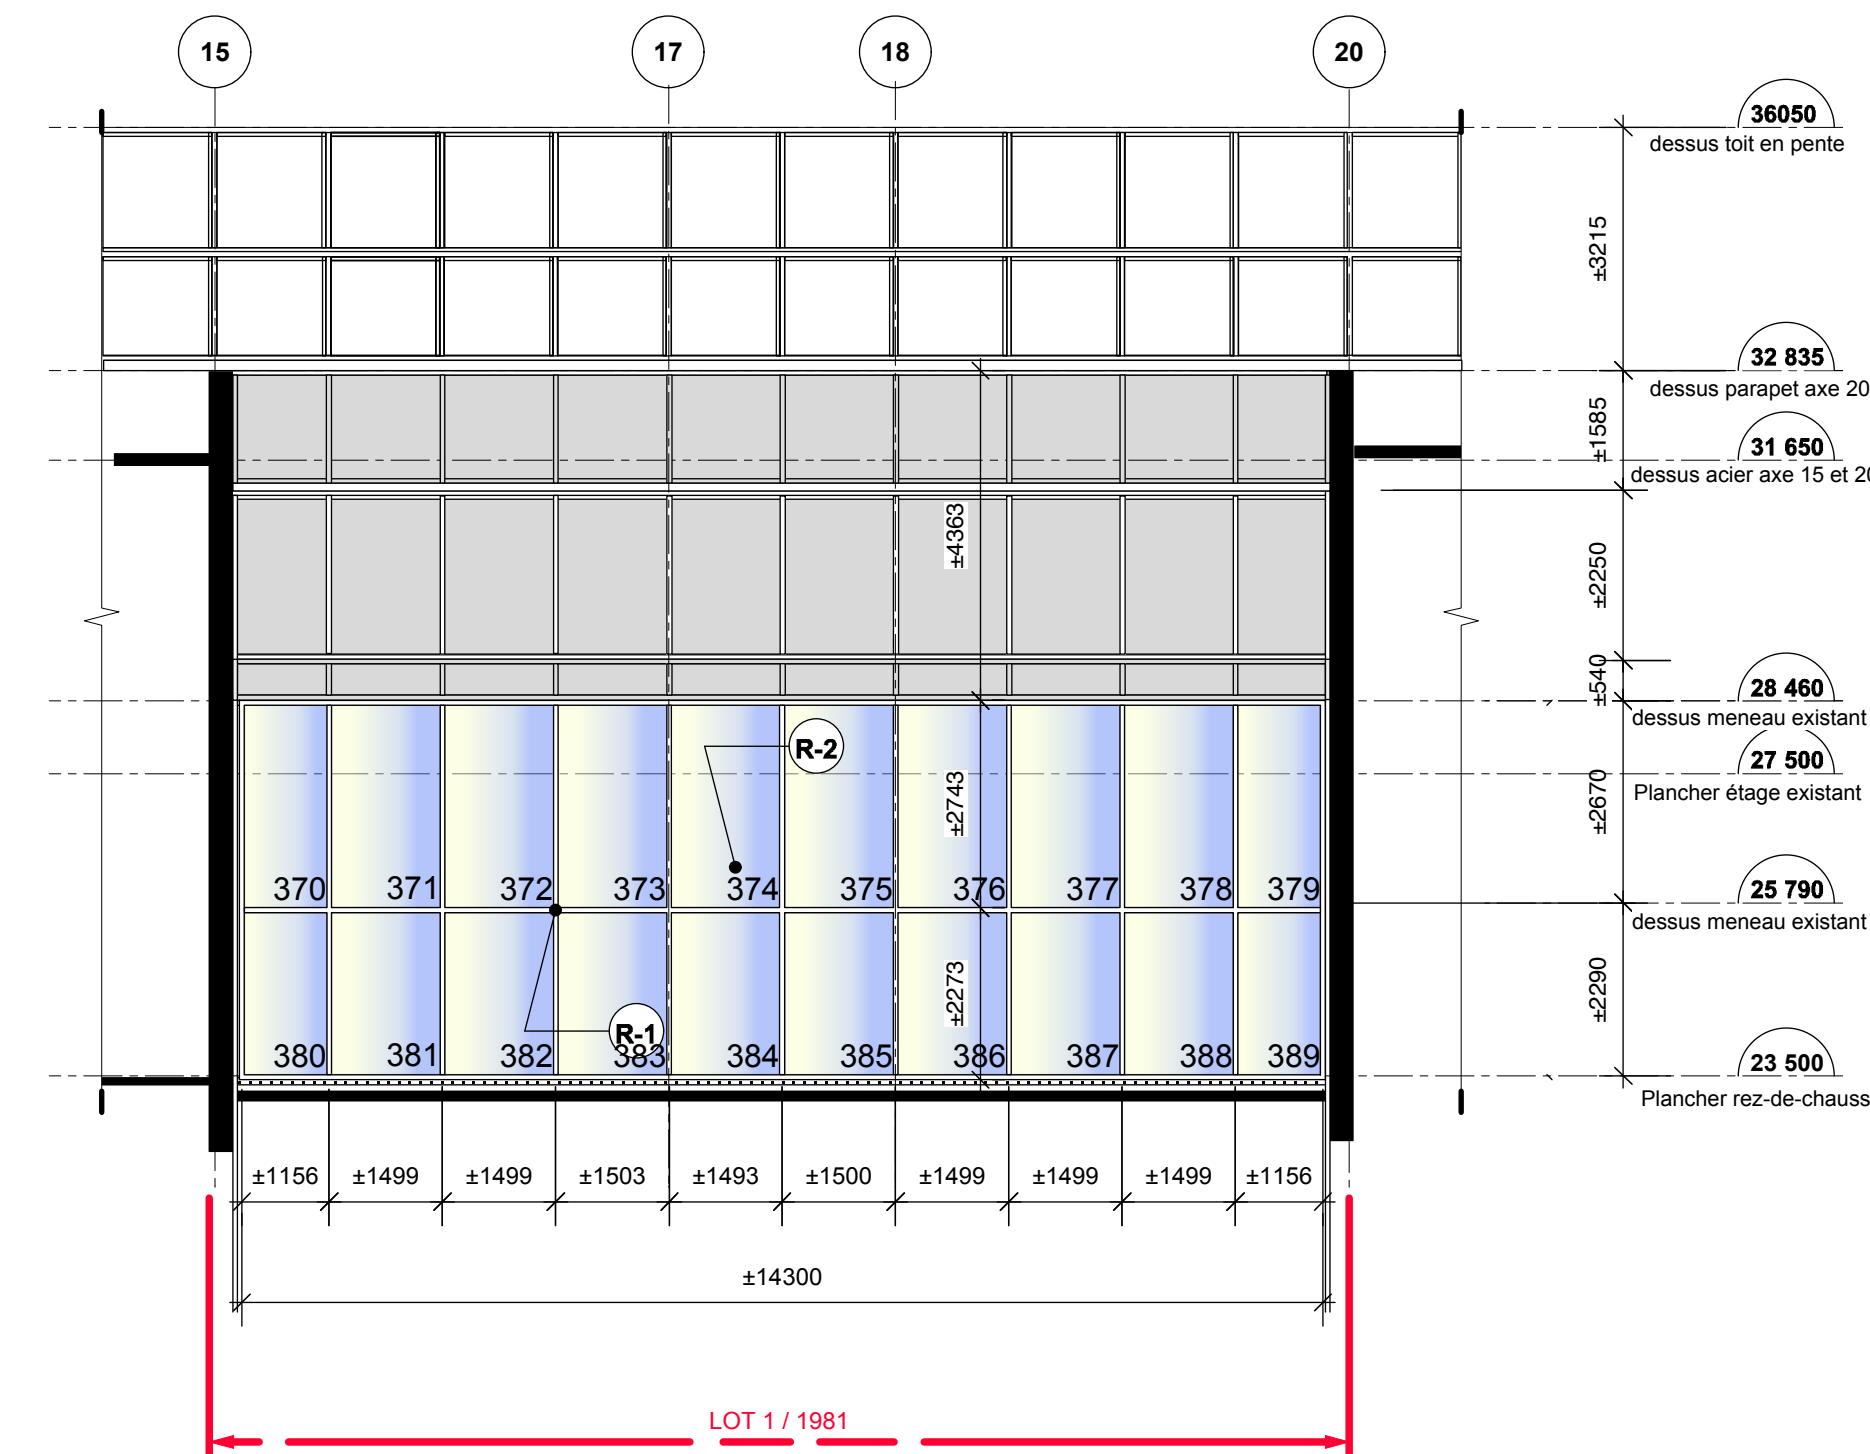 15 17 18 20
36050
dessus toit en pente
±3215
32 835
dessus parapet axe 20
±1585
31 650
dessus acier axe 15 et 20
±4363
±2250
±540
28 460
dessus meneau existant
R-2
27 500
Plancher étage existant
±2743
±2670
370 371 372 373 374 375 376 377 378 379
25 790
dessus meneau existant
±2273
±2290
R-1
380 381 382 383 384 385 386 387 388 389
23 500
Plancher rez-de-chauss
±1156 ±1499 ±1499 ±1503 ±1493 ±1500 ±1499 ±1499 ±1499 ±1156
±14300
LOT 1 / 1981